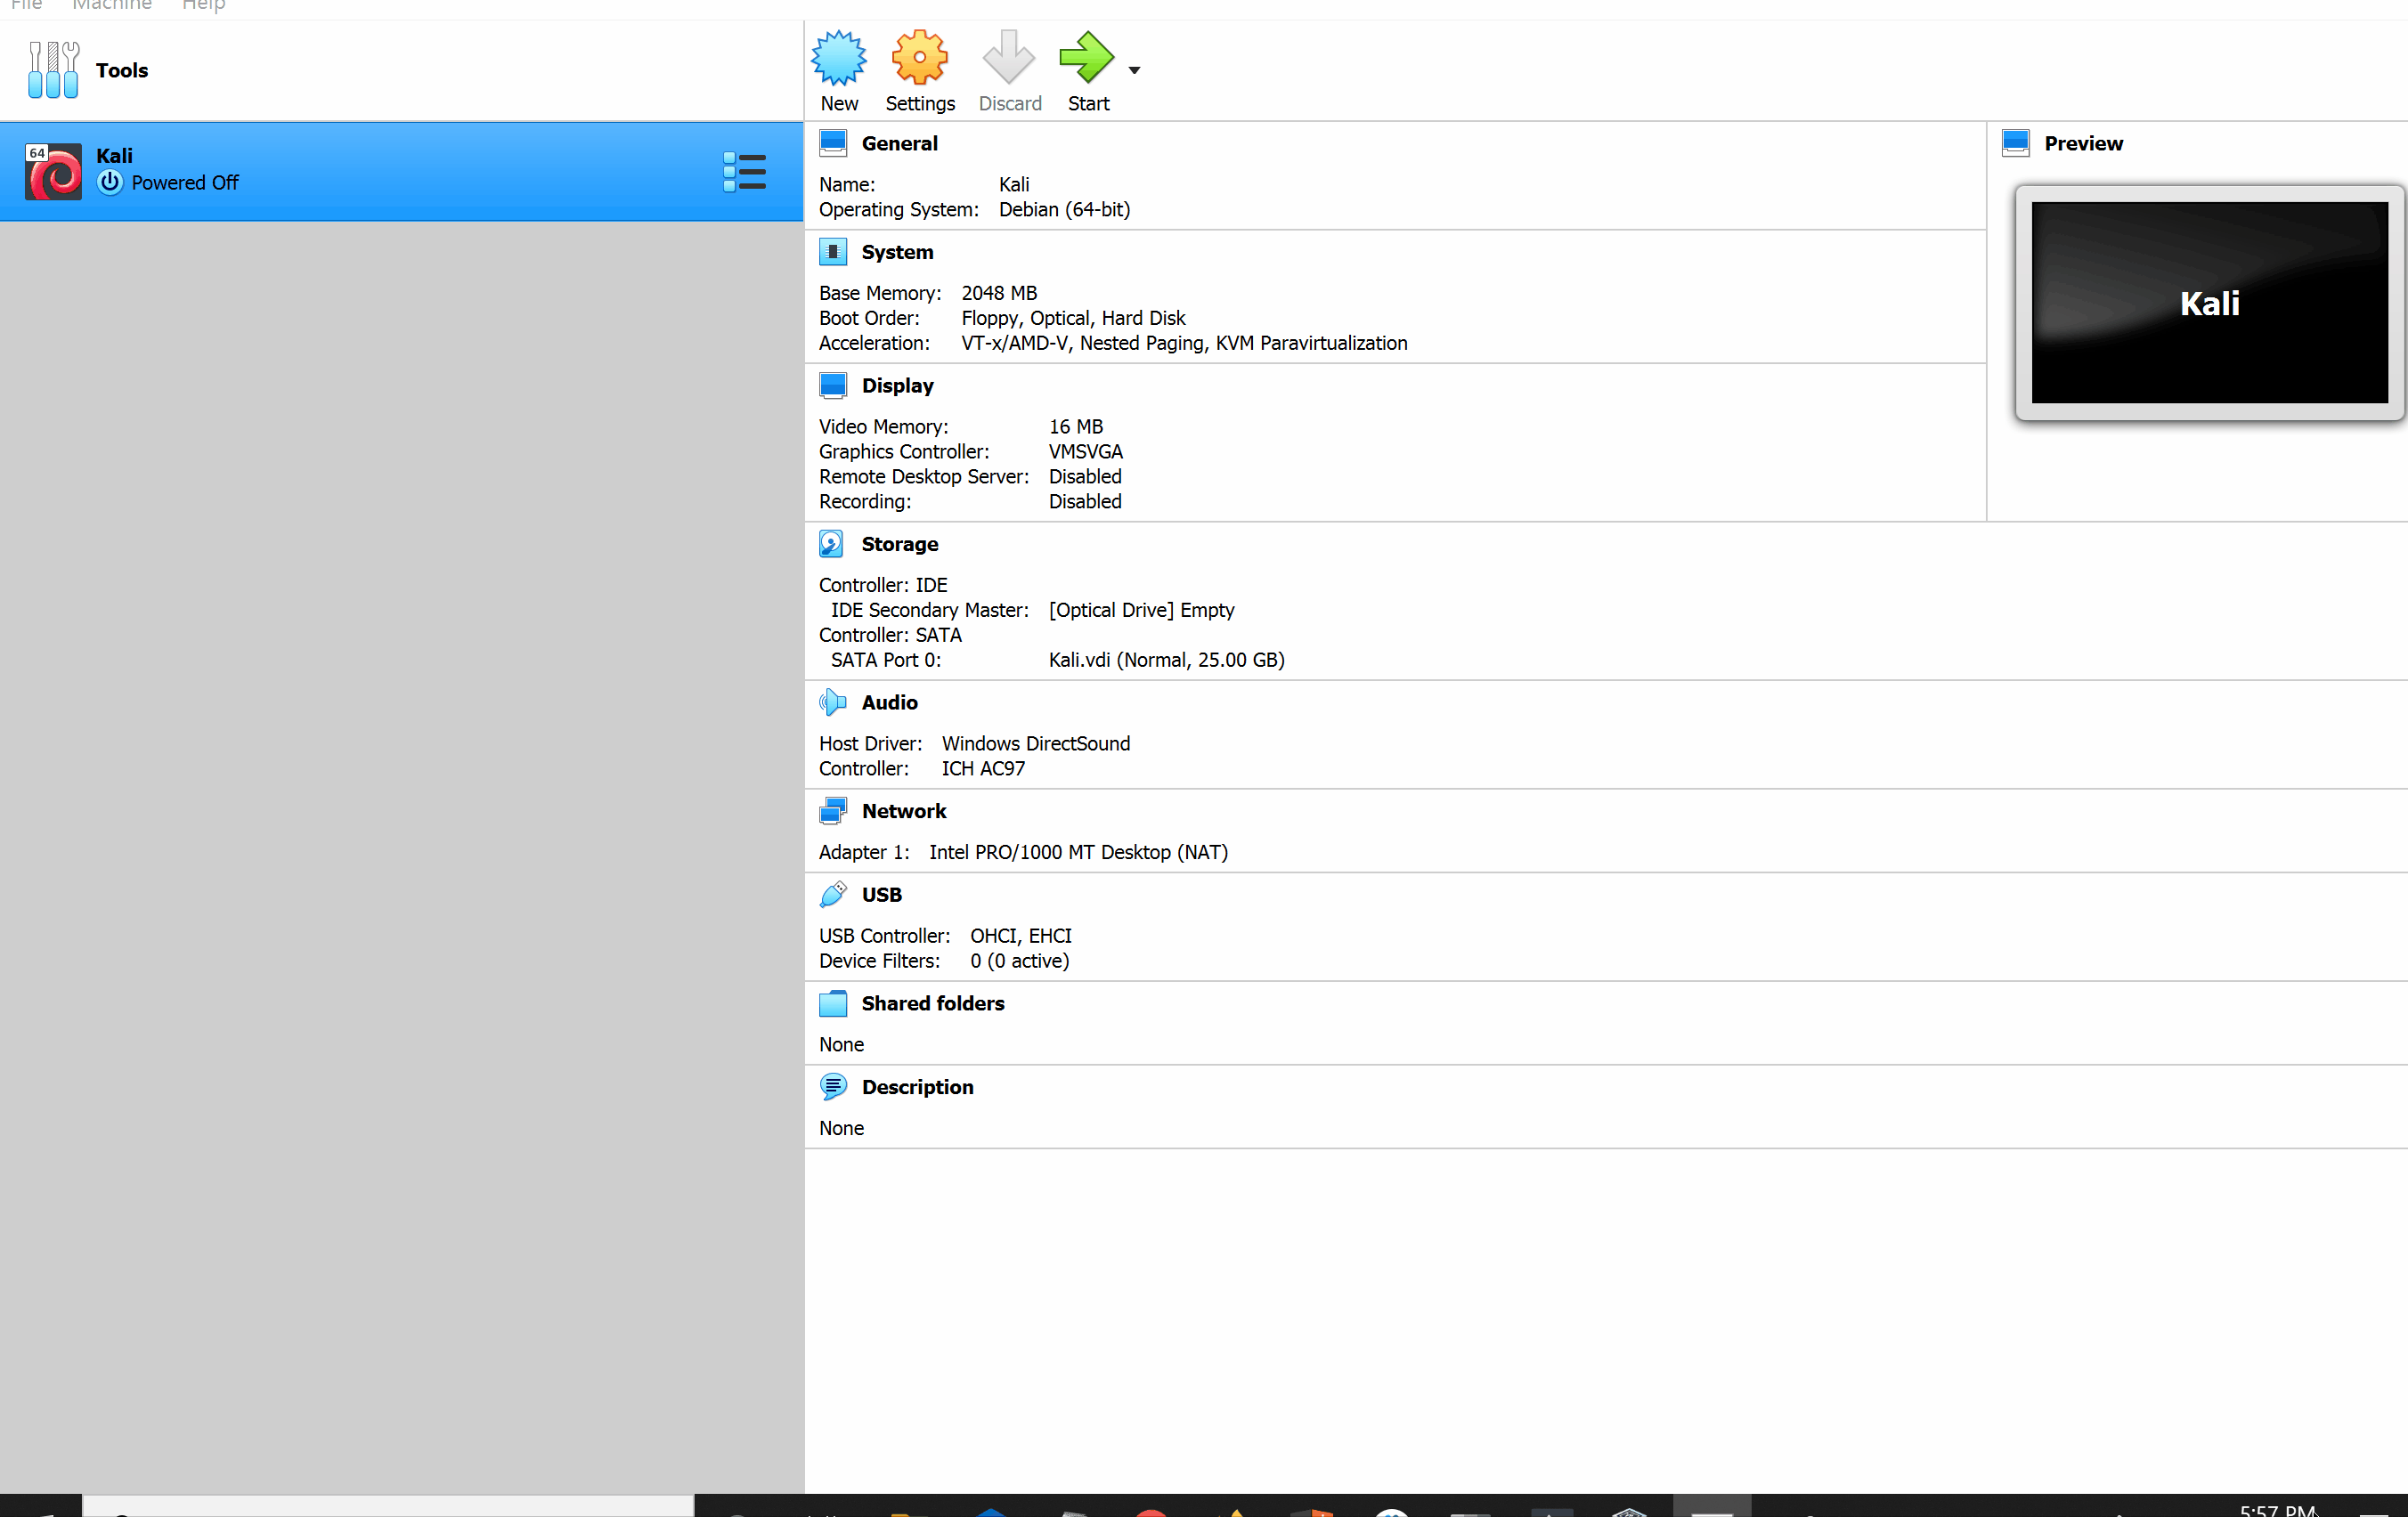 File Machine Help
Tools
New Settings Discard Start
64 Kali
Powered Off
General
Name: Kali
Operating System: Debian (64-bit)
System
Base Memory: 2048 MB
Boot Order: Floppy, Optical, Hard Disk
Acceleration: VT-x/AMD-V, Nested Paging, KVM Paravirtualization
Display
Video Memory: 16 MB
Graphics Controller: VMSVGA
Remote Desktop Server: Disabled
Recording: Disabled
Preview
Kali
Storage
Controller: IDE
IDE Secondary Master: [Optical Drive] Empty
Controller: SATA
SATA Port 0: Kali.vdi (Normal, 25.00 GB)
Audio
Host Driver: Windows DirectSound
Controller: ICH AC97
Network
Adapter 1: Intel PRO/1000 MT Desktop (NAT)
USB
USB Controller: OHCI, EHCI
Device Filters: 0 (0 active)
Shared folders
None
Description
None
5:57 PM